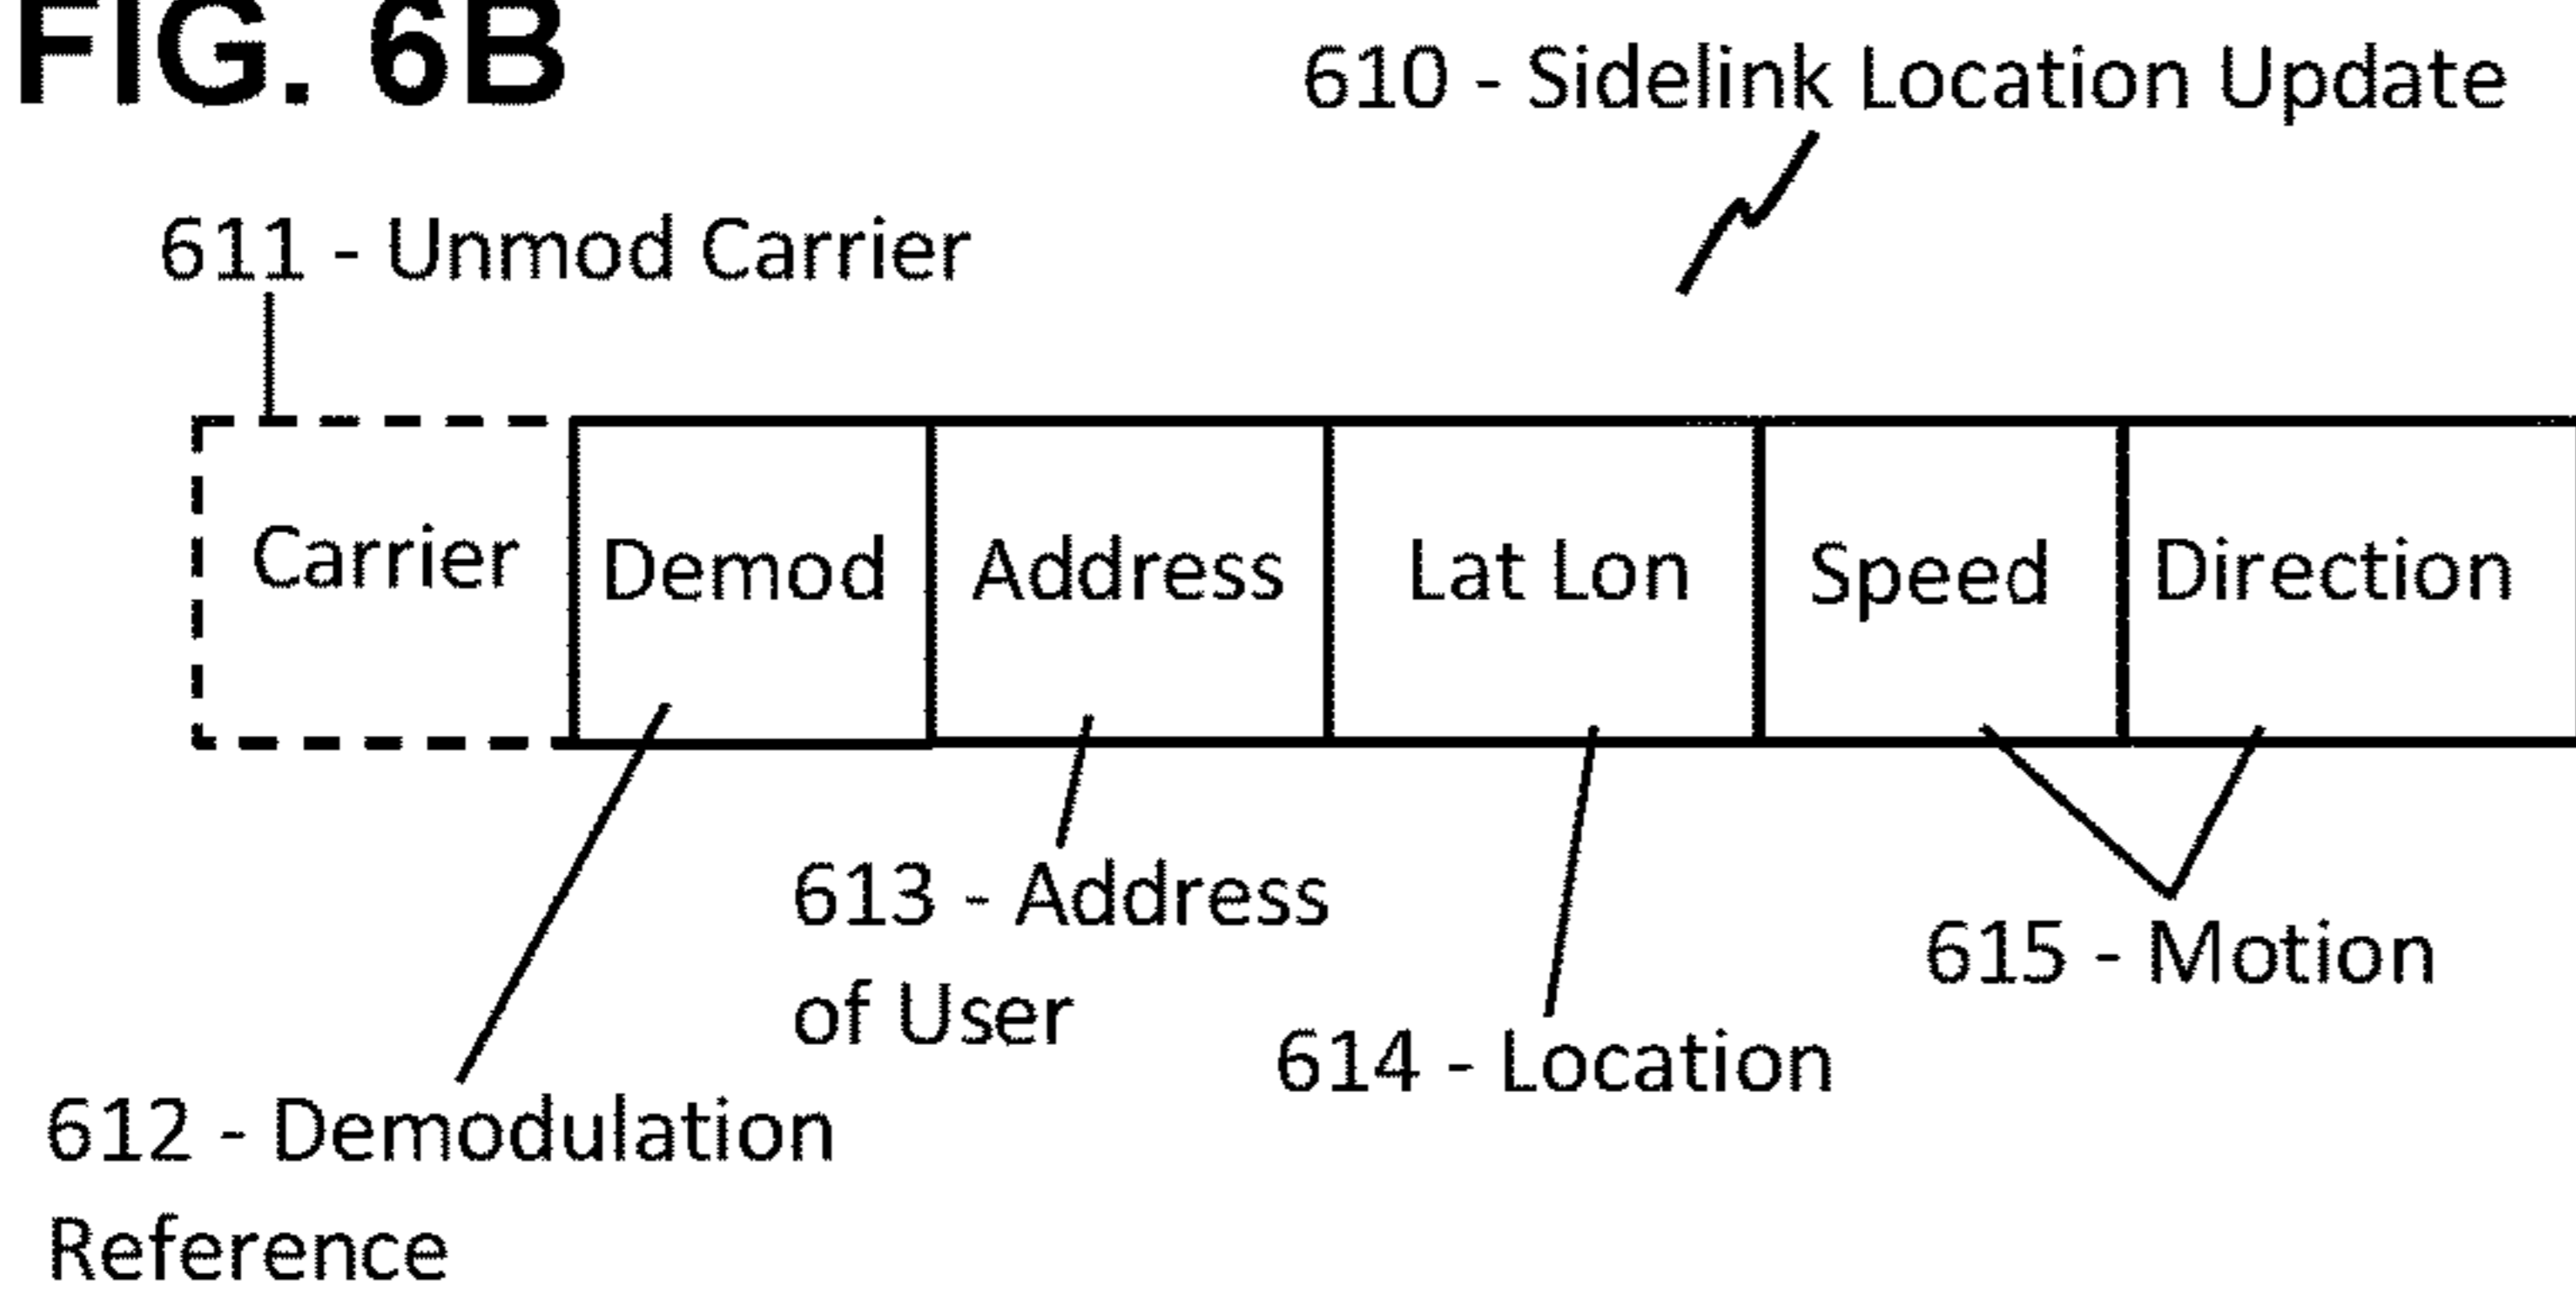 FIG. 6B
610 - Sidelink Location Update
611 - Unmod Carrier
Carrier Demod Address Lat Lon Speed Direction
613 - Address
of User
615 - Motion
614 - Location
612 - Demodulation
Reference